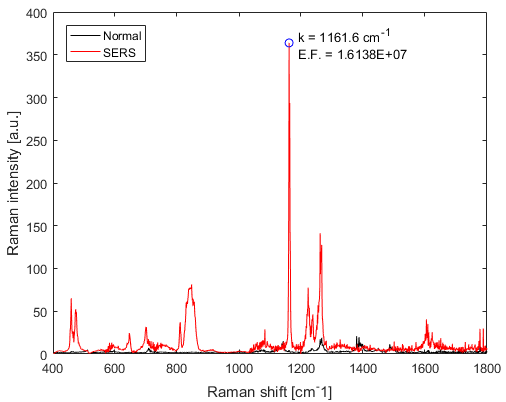 400
350
300
250
200
150
100
50
0
Raman intensity [a.u.]
Normal
SERS
k = 1161.6 cm⁻¹
E.F. = 1.6138E+07
400 600 800 1000 1200 1400 1600 1800
Raman shift [cm⁻1]